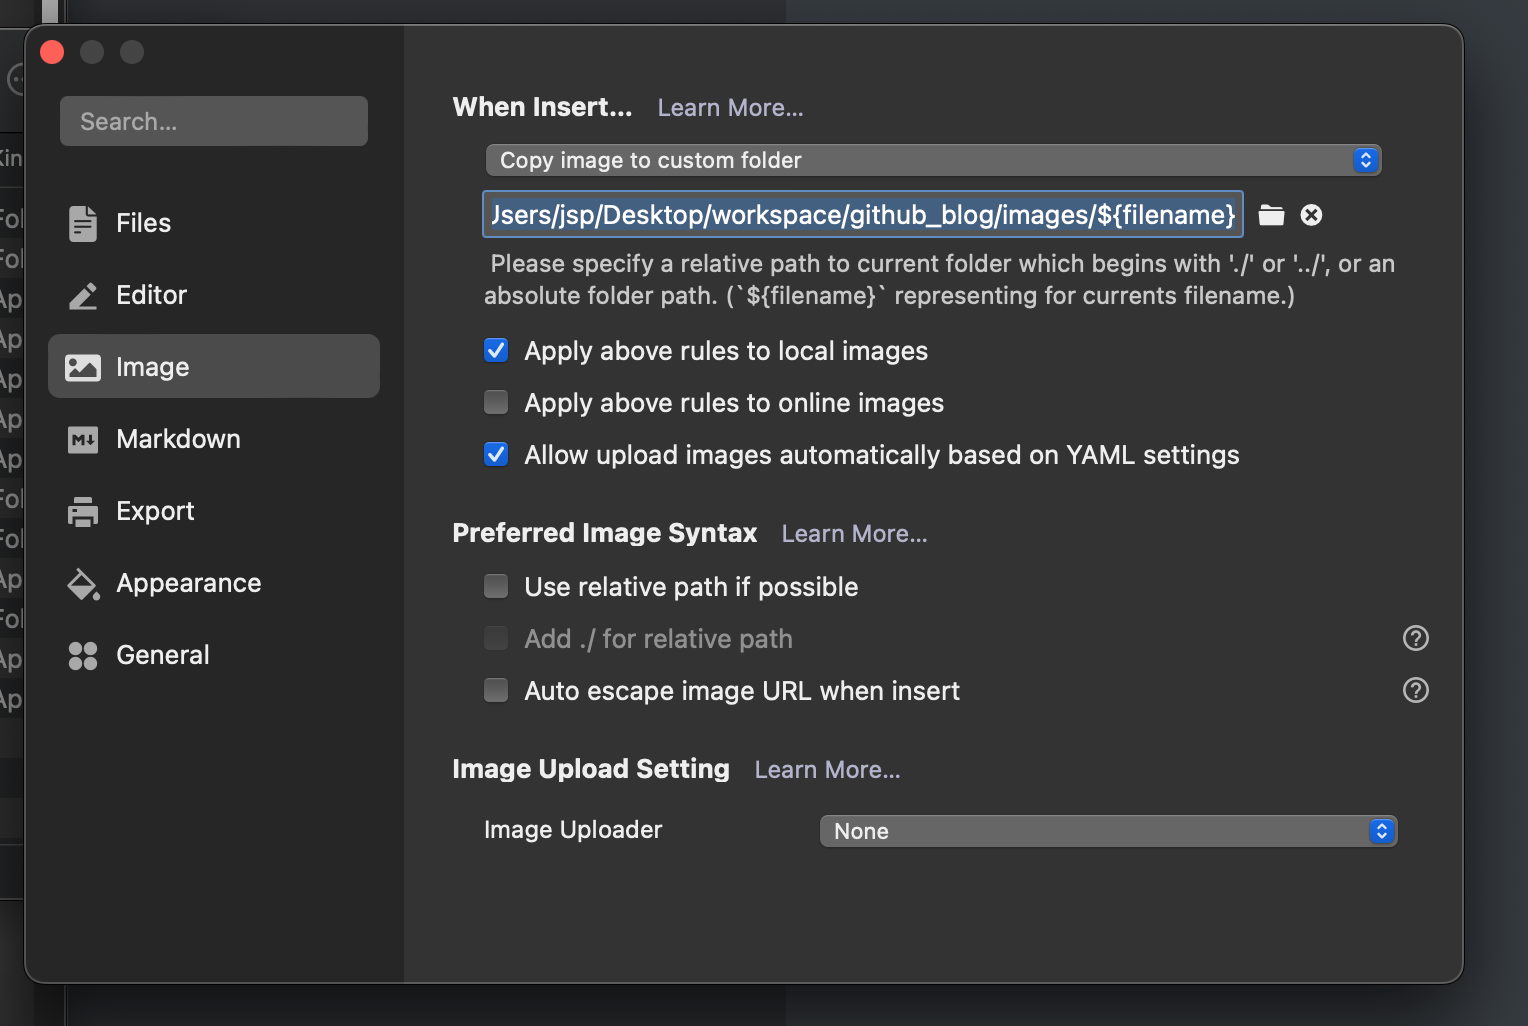 Search...
Files
Editor
Image
Markdown
Export
Appearance
General
When Insert... Learn More...
Copy image to custom folder
Users/jsp/Desktop/workspace/github_blog/images/${filename}
Please specify a relative path to current folder which begins with './' or '../', or an
absolute folder path. (`${filename}` representing for currents filename.)
Apply above rules to local images
Apply above rules to online images
Allow upload images automatically based on YAML settings
Preferred Image Syntax Learn More...
Use relative path if possible
Add ./ for relative path
Auto escape image URL when insert
Image Upload Setting Learn More...
Image Uploader None